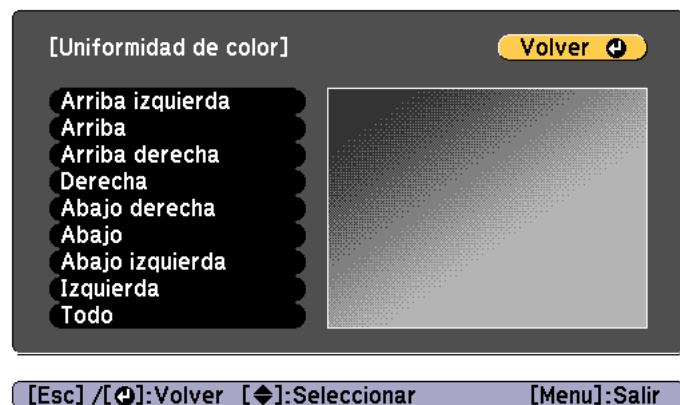 [Uniformidad de color]
Volver
Arriba izquierda
Arriba
Arriba derecha
Derecha
Abajo derecha
Abajo
Abajo izquierda
Izquierda
Todo
[Esc] /[⏎]:Volver [◆]:Seleccionar [Menu]:Salir